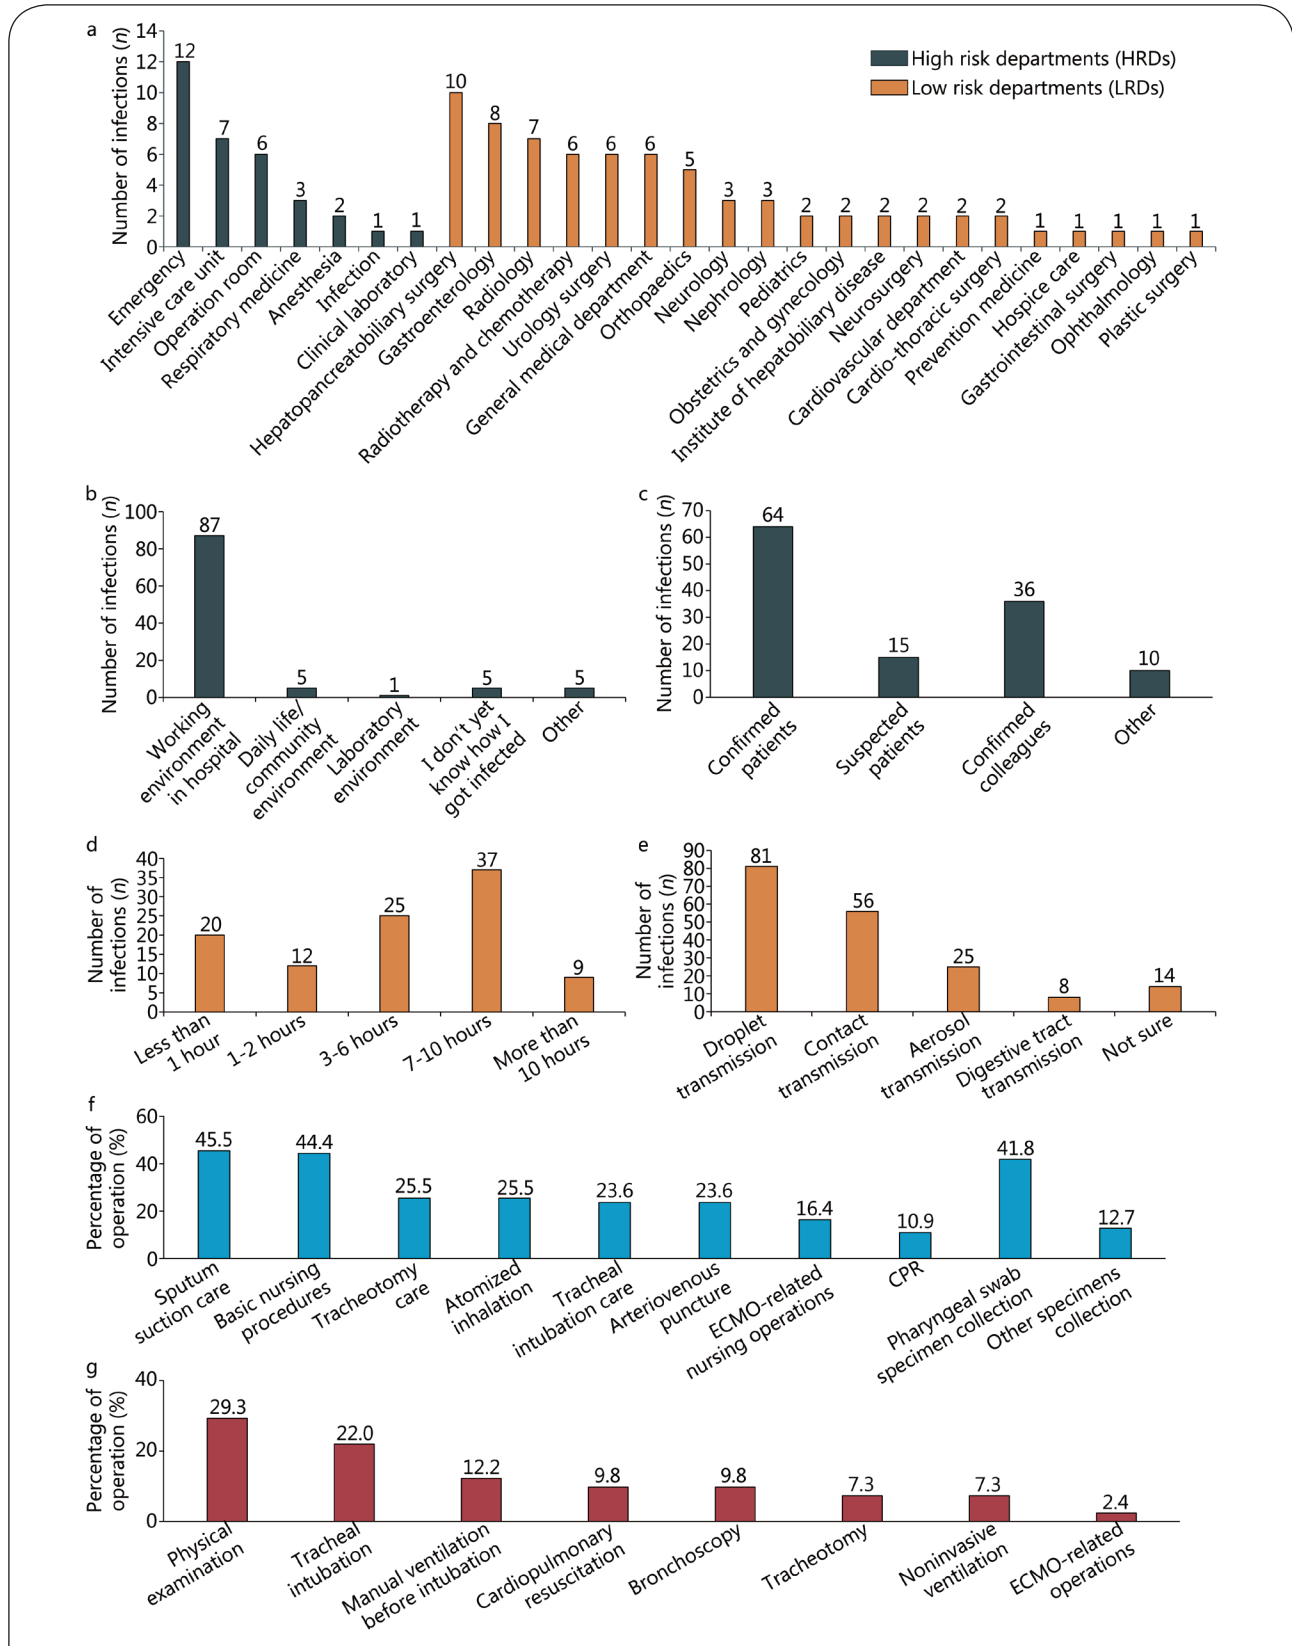 a
Number of infections (n)
14
12
10
8
6
4
2
0
High risk departments (HRDs)
Low risk departments (LRDs)
12
7
6
3
2
1
1
10
8
7
6
6
6
5
3
3
2
2
2
2
2
2
1
1
1
1
1
Emergency
Intensive care unit
Operation room
Respiratory medicine
Anesthesia
Infection
Clinical laboratory
Hepatopancreatobiliary surgery
Gastroenterology
Radiology
Radiotherapy and chemotherapy
Urology surgery
General medical department
Orthopaedics
Neurology
Nephrology
Pediatrics
Obstetrics and gynecology
Institute of hepatobiliary disease
Neurosurgery
Cardiovascular department
Cardio-thoracic surgery
Prevention medicine
Hospice care
Gastrointestinal surgery
Ophthalmology
Plastic surgery
b
Number of infections (n)
100
80
60
40
20
0
87
5
1
5
5
Working
environment
in hospital
Daily life/
community
environment
Laboratory
environment
I don't yet
know how I
got infected
Other
c
Number of infections (n)
70
60
50
40
30
20
10
0
64
15
36
10
Confirmed
patients
Suspected
patients
Confirmed
colleagues
Other
d
Number of
infections (n)
40
35
30
25
20
15
10
5
0
20
12
25
37
9
Less than
1 hour
1-2 hours
3-6 hours
7-10 hours
More than
10 hours
e
Number of
infections (n)
90
80
70
60
50
40
30
20
10
0
81
56
25
8
14
Droplet
transmission
Contact
transmission
Aerosol
transmission
Digestive tract
transmission
Not sure
f
Percentage of
operation (%)
60
40
20
0
45.5
44.4
25.5
25.5
23.6
23.6
16.4
10.9
41.8
12.7
Sputum
suction care
Basic nursing
procedures
Tracheotomy
care
Atomized
inhalation
Tracheal
intubation care
Arteriovenous
puncture
ECMO-related
nursing operations
CPR
Pharyngeal swab
specimen collection
Other specimens
collection
g
Percentage of
operation (%)
40
20
0
29.3
22.0
12.2
9.8
9.8
7.3
7.3
2.4
Physical
examination
Tracheal
intubation
Manual ventilation
before intubation
Cardiopulmonary
resuscitation
Bronchoscopy
Tracheotomy
Noninvasive
ventilation
ECMO-related
operations